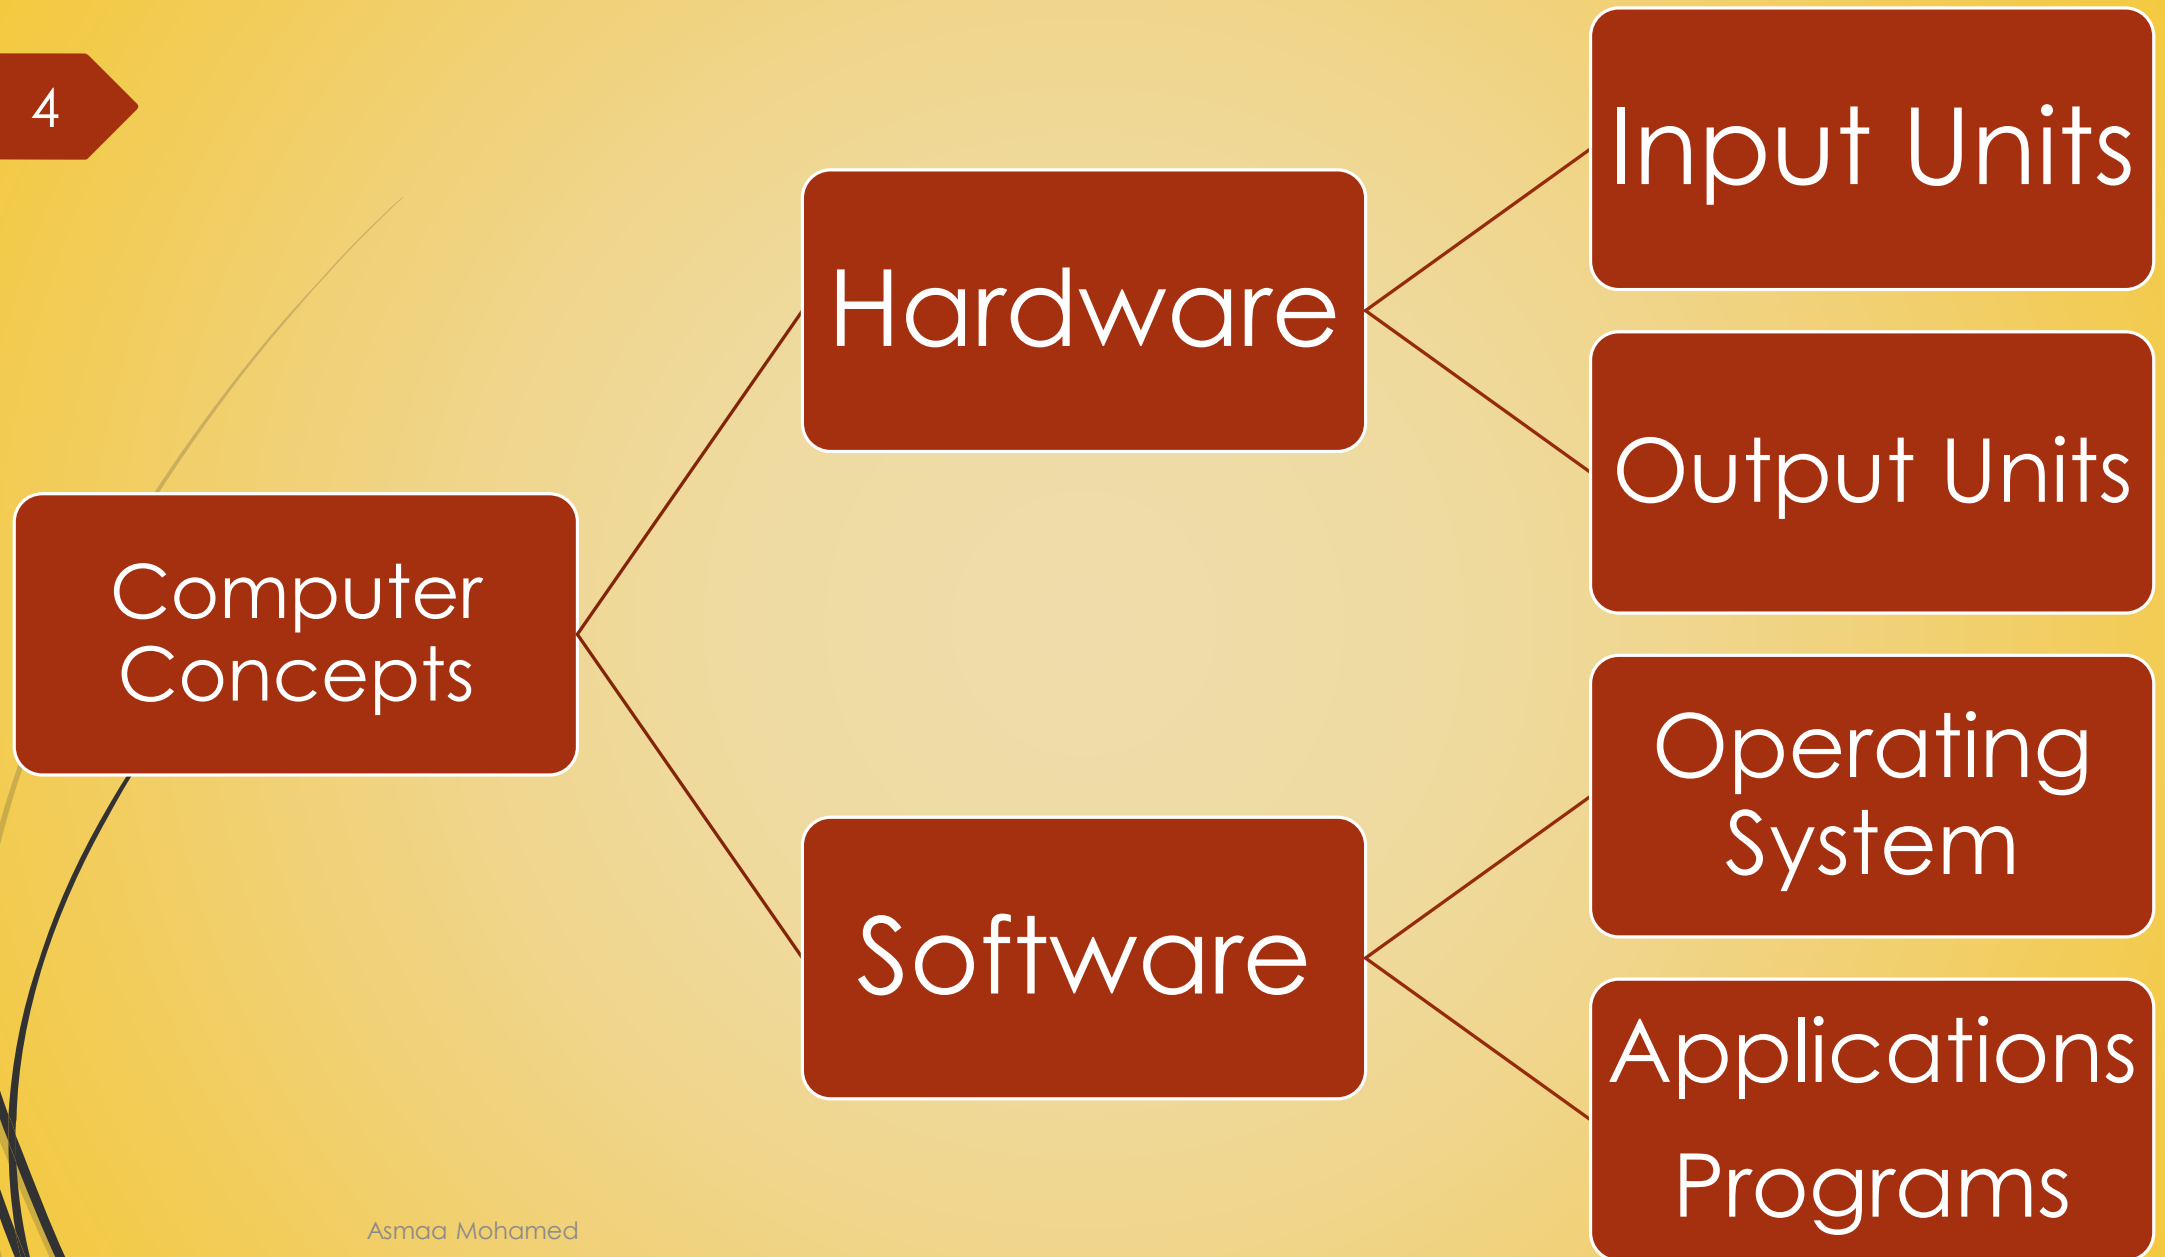 4
Computer
Concepts
Hardware
Input Units
Output Units
Software
Operating
System
Applications
Programs
Asmaa Mohamed